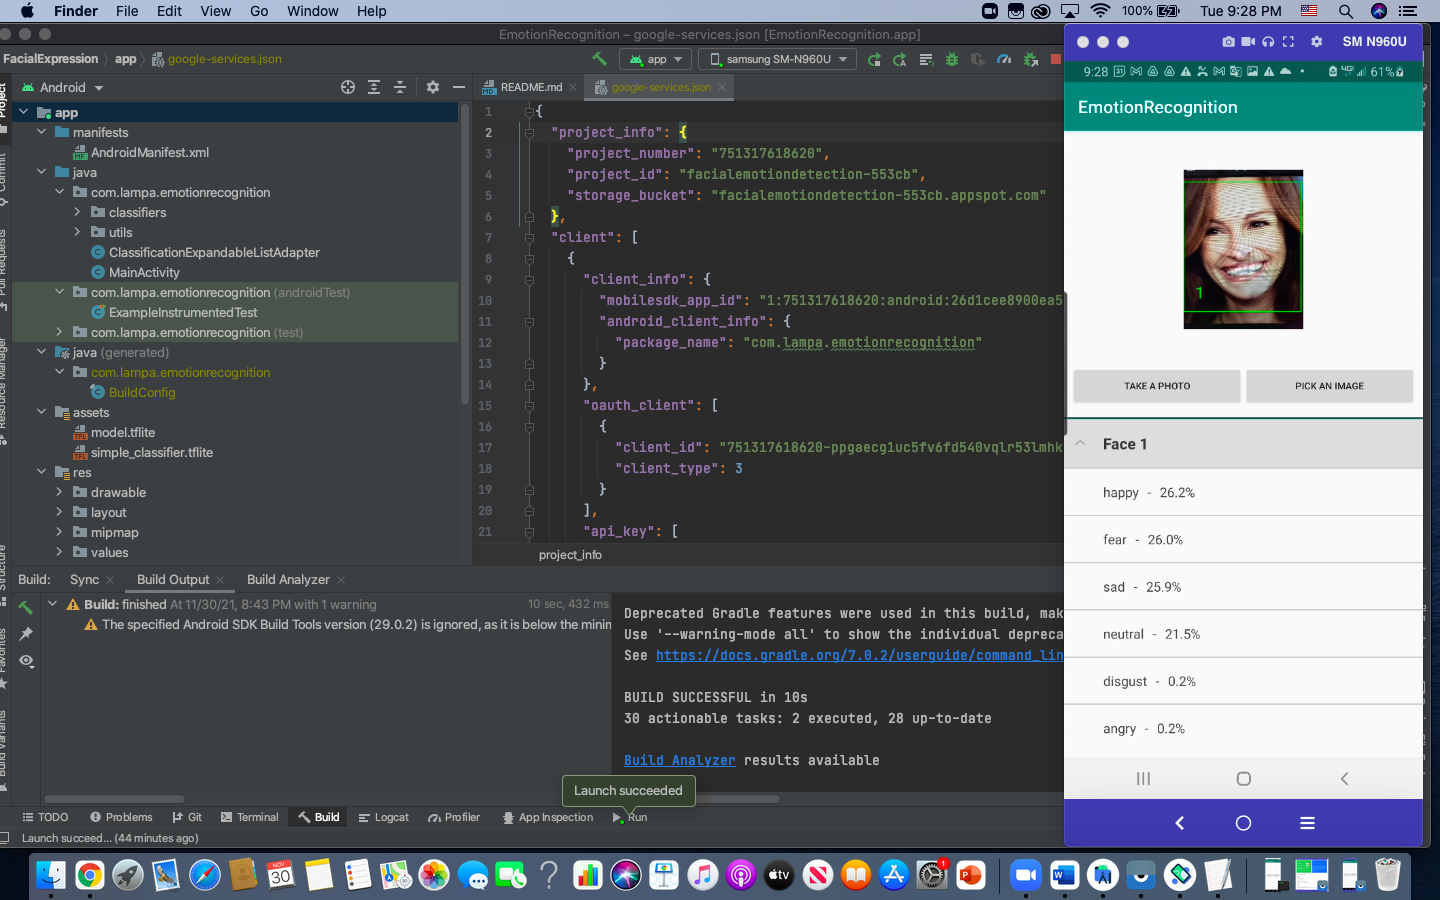 Finder File Edit View Go Window Help 100% Tue 9:28 PM
EmotionRecognition – google-services.json [EmotionRecognition.app]
FacialExpression app google-services.json app samsung SM-N960U
Android
README.md google-services.json
app
manifests
AndroidManifest.xml
java
com.lampa.emotionrecognition
classifiers
utils
ClassificationExpandableListAdapter
MainActivity
com.lampa.emotionrecognition (androidTest)
ExampleInstrumentedTest
com.lampa.emotionrecognition (test)
java (generated)
com.lampa.emotionrecognition
BuildConfig
assets
model.tflite
simple_classifier.tflite
res
drawable
layout
mipmap
values
Project
Commit
Pull Requests
Resource Manager
Structure
Favorites
Build Variants
1 {
2 "project_info": {
3 "project_number": "751317618620",
4 "project_id": "facialemotiondetection-553cb",
5 "storage_bucket": "facialemotiondetection-553cb.appspot.com"
6 },
7 "client": [
8 {
9 "client_info": {
10 "mobilesdk_app_id": "1:751317618620:android:26d1cee8900ea5
11 "android_client_info": {
12 "package_name": "com.lampa.emotionrecognition"
13 }
14 },
15 "oauth_client": [
16 {
17 "client_id": "751317618620-ppgaecg1uc5fv6fd540vqlr53lmhk
18 "client_type": 3
19 }
20 ],
21 "api_key": [
project_info
Build: Sync Build Output Build Analyzer
Build: finished At 11/30/21, 8:43 PM with 1 warning 10 sec, 432 ms
The specified Android SDK Build Tools version (29.0.2) is ignored, as it is below the minin
Deprecated Gradle features were used in this build, mak
Use '--warning-mode all' to show the individual depreca
See https://docs.gradle.org/7.0.2/userguide/command_lin
BUILD SUCCESSFUL in 10s
30 actionable tasks: 2 executed, 28 up-to-date
Build Analyzer results available
Launch succeeded
TODO Problems Git Terminal Build Logcat Profiler App Inspection Run
Launch succeed... (44 minutes ago)
SM N960U
9:28 61%
EmotionRecognition
1
TAKE A PHOTO PICK AN IMAGE
Face 1
happy - 26.2%
fear - 26.0%
sad - 25.9%
neutral - 21.5%
disgust - 0.2%
angry - 0.2%
NOV
30
tv
1